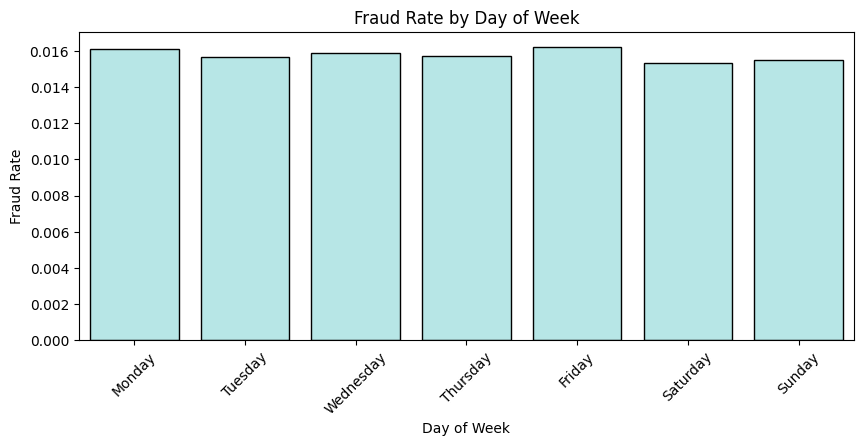 Fraud Rate by Day of Week
Fraud Rate
0.016
0.014
0.012
0.010
0.008
0.006
0.004
0.002
0.000
Monday
Tuesday
Wednesday
Thursday
Friday
Saturday
Sunday
Day of Week